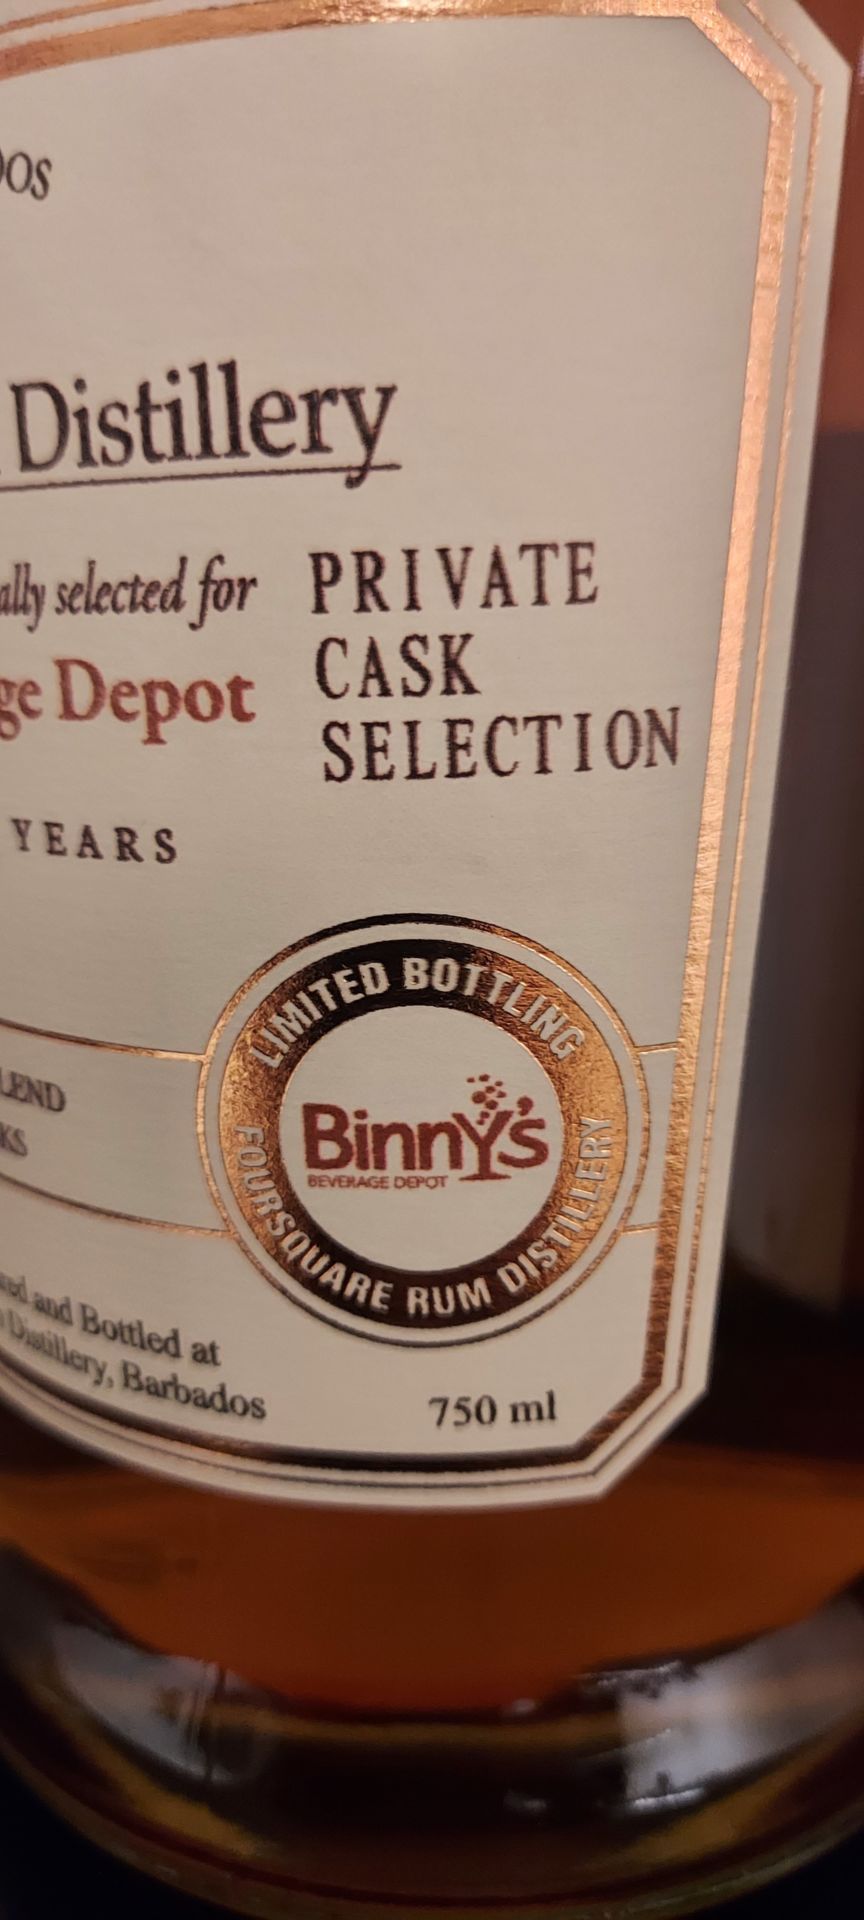 Distillery
selected for
Depot
PRIVATE
CASK
SELECTION
YEARS
LIMITED BOTTLING
BinnY's
BEVERAGE DEPOT
FOURSQUARE RUM DISTILLERY
and Bottled at
Distillery, Barbados
750 ml